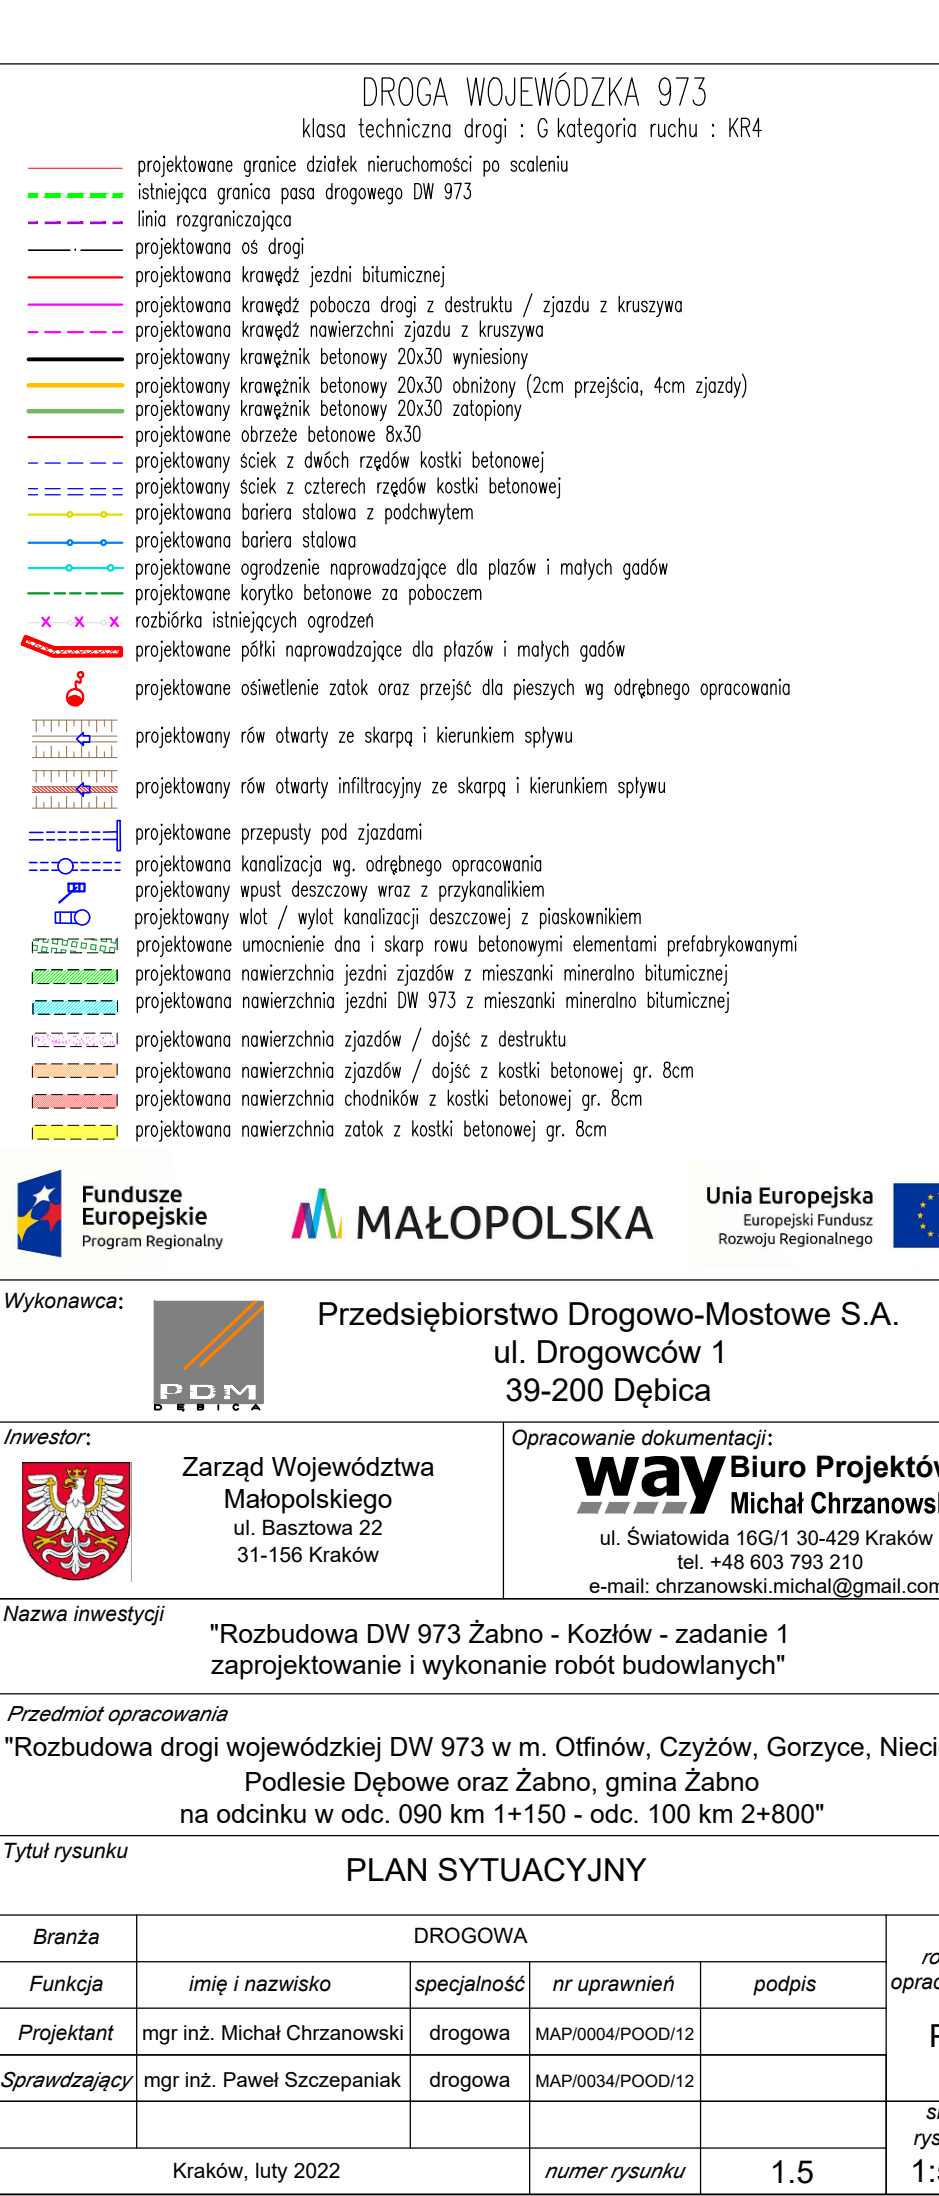 DROGA WOJEWÓDZKA 973
klasa techniczna drogi : G kategoria ruchu : KR4
projektowane granice działek nieruchomości po scaleniu
istniejąca granica pasa drogowego DW 973
linia rozgraniczająca
projektowana oś drogi
projektowana krawędź jezdni bitumicznej
projektowana krawędź pobocza drogi z destruktu / zjazdu z kruszywa
projektowana krawędź nawierzchni zjazdu z kruszywa
projektowany krawężnik betonowy 20x30 wyniesiony
projektowany krawężnik betonowy 20x30 obniżony (2cm przejścia, 4cm zjazdy)
projektowany krawężnik betonowy 20x30 zatopiony
projektowane obrzeże betonowe 8x30
projektowany ściek z dwóch rzędów kostki betonowej
projektowany ściek z czterech rzędów kostki betonowej
projektowana bariera stalowa z podchwytem
projektowana bariera stalowa
projektowane ogrodzenie naprowadzające dla plazów i małych gadów
projektowane korytko betonowe za poboczem
rozbiórka istniejących ogrodzeń
projektowane półki naprowadzające dla płazów i małych gadów
projektowane ośiwetlenie zatok oraz przejść dla pieszych wg odrębnego opracowania
projektowany rów otwarty ze skarpą i kierunkiem spływu
projektowany rów otwarty infiltracyjny ze skarpą i kierunkiem spływu
projektowane przepusty pod zjazdami
projektowana kanalizacja wg. odrębnego opracowania
projektowany wpust deszczowy wraz z przykanalikiem
projektowany wlot / wylot kanalizacji deszczowej z piaskownikiem
projektowane umocnienie dna i skarp rowu betonowymi elementami prefabrykowanymi
projektowana nawierzchnia jezdni zjazdów z mieszanki mineralno bitumicznej
projektowana nawierzchnia jezdni DW 973 z mieszanki mineralno bitumicznej
projektowana nawierzchnia zjazdów / dojść z destruktu
projektowana nawierzchnia zjazdów / dojść z kostki betonowej gr. 8cm
projektowana nawierzchnia chodników z kostki betonowej gr. 8cm
projektowana nawierzchnia zatok z kostki betonowej gr. 8cm
Fundusze
Europejskie
Program Regionalny
MAŁOPOLSKA
Unia Europejska
Europejski Fundusz
Rozwoju Regionalnego
Wykonawca:
PDM
DĘBICA
Przedsiębiorstwo Drogowo-Mostowe S.A.
ul. Drogowców 1
39-200 Dębica
Inwestor:
Zarząd Województwa
Małopolskiego
ul. Basztowa 22
31-156 Kraków
Opracowanie dokumentacji:
way Biuro Projektów
Michał Chrzanows
ul. Światowida 16G/1 30-429 Kraków
tel. +48 603 793 210
e-mail: chrzanowski.michal@gmail.com
Nazwa inwestycji
"Rozbudowa DW 973 Żabno - Kozłów - zadanie 1
zaprojektowanie i wykonanie robót budowlanych"
Przedmiot opracowania
"Rozbudowa drogi wojewódzkiej DW 973 w m. Otfinów, Czyżów, Gorzyce, Nieci
Podlesie Dębowe oraz Żabno, gmina Żabno
na odcinku w odc. 090 km 1+150 - odc. 100 km 2+800"
Tytuł rysunku
PLAN SYTUACYJNY
Branża DROGOWA
Funkcja imię i nazwisko specjalność nr uprawnień podpis
Projektant mgr inż. Michał Chrzanowski drogowa MAP/0004/POOD/12
Sprawdzający mgr inż. Paweł Szczepaniak drogowa MAP/0034/POOD/12
Kraków, luty 2022 numer rysunku 1.5